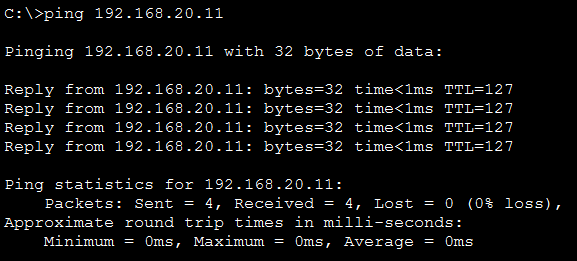 C:\>ping 192.168.20.11
Pinging 192.168.20.11 with 32 bytes of data:
Reply from 192.168.20.11: bytes=32 time<1ms TTL=127
Reply from 192.168.20.11: bytes=32 time<1ms TTL=127
Reply from 192.168.20.11: bytes=32 time<1ms TTL=127
Reply from 192.168.20.11: bytes=32 time<1ms TTL=127
Ping statistics for 192.168.20.11:
Packets: Sent = 4, Received = 4, Lost = 0 (0% loss),
Approximate round trip times in milli-seconds:
Minimum = 0ms, Maximum = 0ms, Average = 0ms